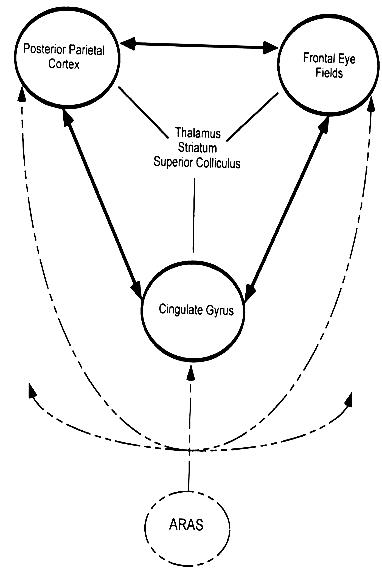 Posterior Parietal
Cortex
Frontal Eye
Fields
Thalamus
Striatum
Superior Colliculus
Cingulate Gyrus
ARAS